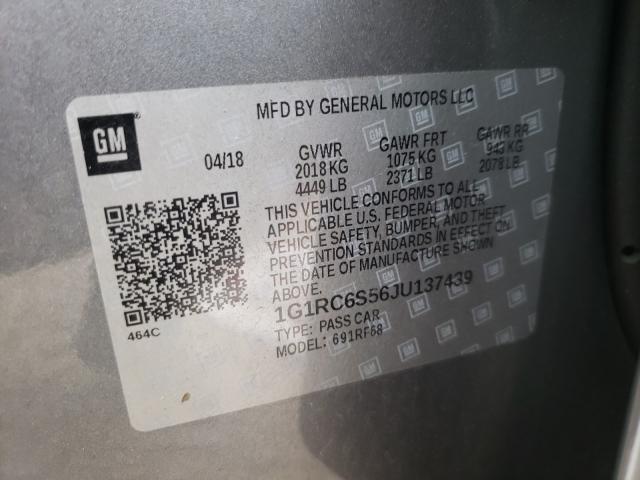 MFD BY GENERAL MOTORS LLC
GM
04/18
GVWR GAWR FRT GAWR RR
2018 KG 1075 KG 943 KG
4449 LB 2371 LB 2078 LB
THIS VEHICLE CONFORMS TO ALL
APPLICABLE U.S. FEDERAL MOTOR
VEHICLE SAFETY, BUMPER, AND THEFT
PREVENTION STANDARDS IN EFFECT ON
THE DATE OF MANUFACTURE SHOWN
ABOVE.
1G1RC6S56JU137439
TYPE: PASS CAR
MODEL: 691RF68
464C